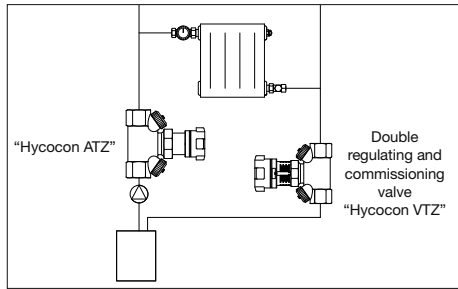 “Hycocon ATZ”
Double
regulating and
commissioning
valve
“Hycocon VTZ”